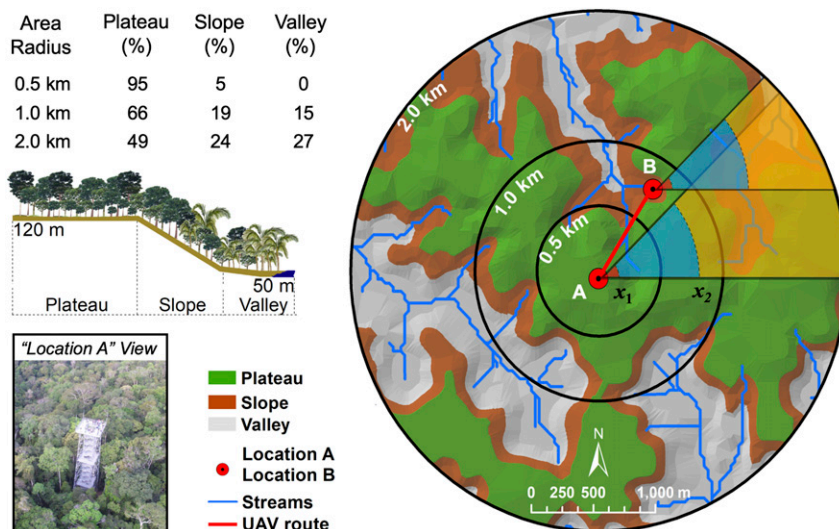 Area Radius Plateau (%) Slope (%) Valley (%)
0.5 km 95 5 0
1.0 km 66 19 15
2.0 km 49 24 27
120 m
50 m
Plateau Slope Valley
"Location A" View
Plateau
Slope
Valley
Location A
Location B
Streams
UAV route
2.0 km
1.0 km
0.5 km
B
A
x1 x2
N
0 250 500 1,000 m